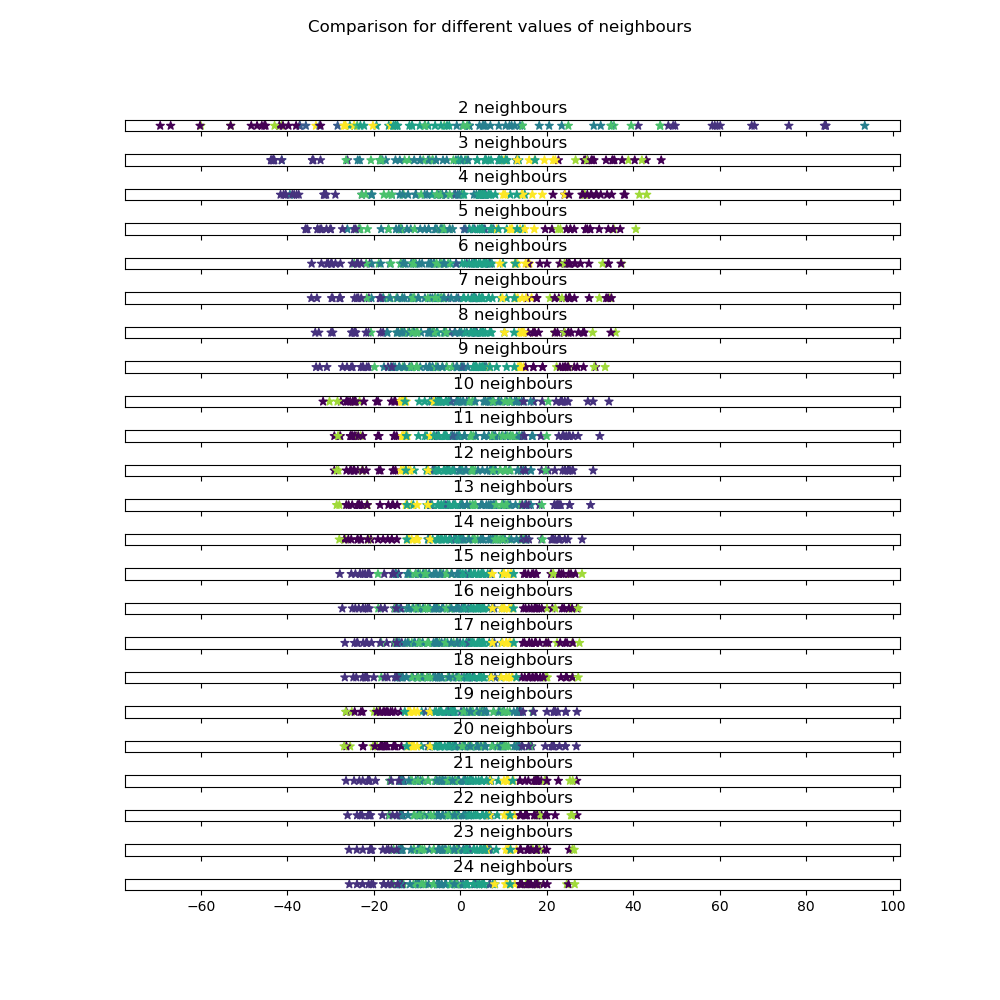 Comparison for different values of neighbours
2 neighbours
3 neighbours
4 neighbours
5 neighbours
6 neighbours
7 neighbours
8 neighbours
9 neighbours
10 neighbours
11 neighbours
12 neighbours
13 neighbours
14 neighbours
15 neighbours
16 neighbours
17 neighbours
18 neighbours
19 neighbours
20 neighbours
21 neighbours
22 neighbours
23 neighbours
24 neighbours
−60 −40 −20 0 20 40 60 80 100